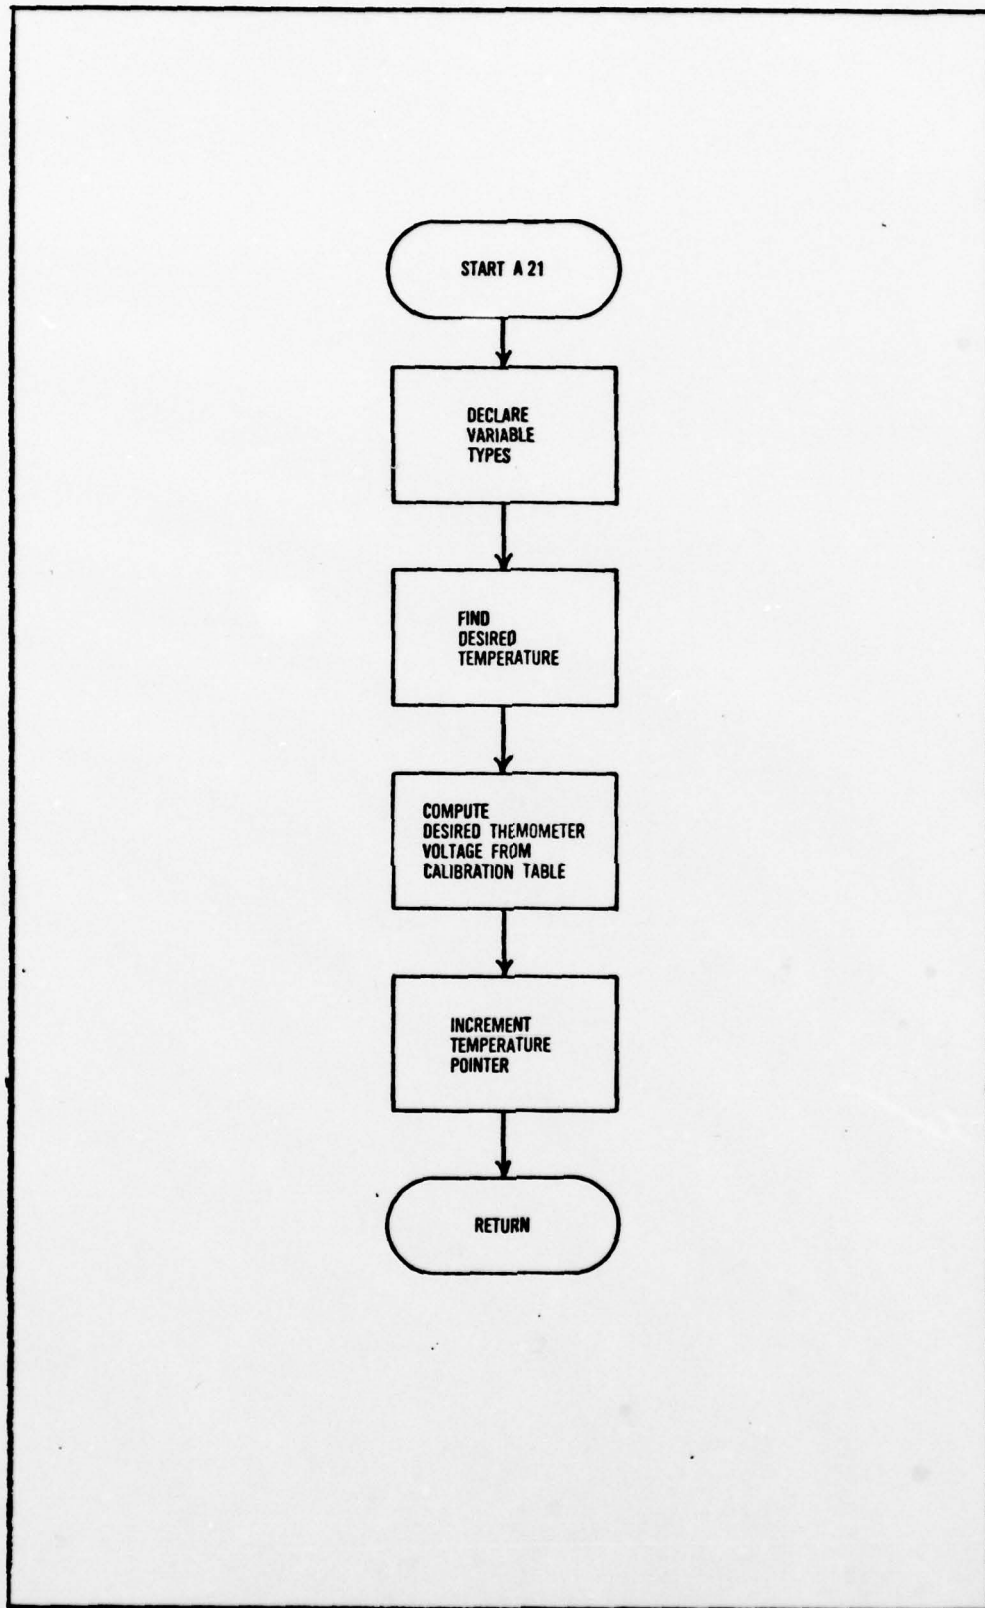 START A 21
DECLARE
VARIABLE
TYPES
FIND
DESIRED
TEMPERATURE
COMPUTE
DESIRED THEMOMETER
VOLTAGE FROM
CALIBRATION TABLE
INCREMENT
TEMPERATURE
POINTER
RETURN